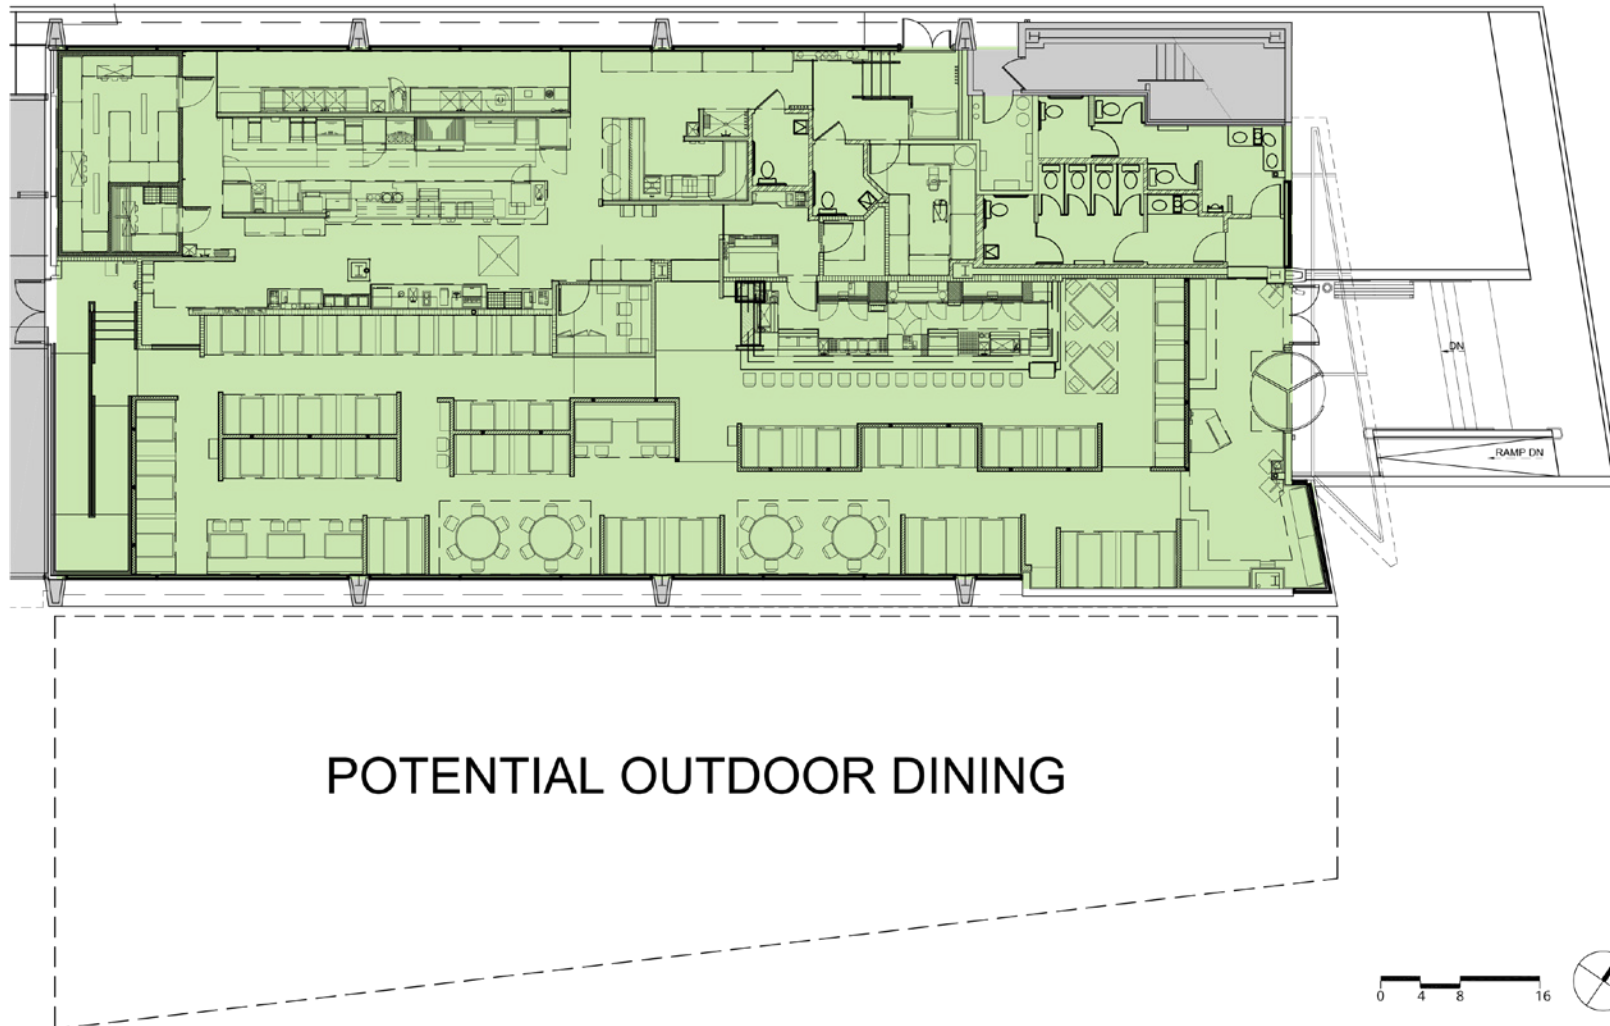 DN
RAMP DN
POTENTIAL OUTDOOR DINING
0 4 8 16